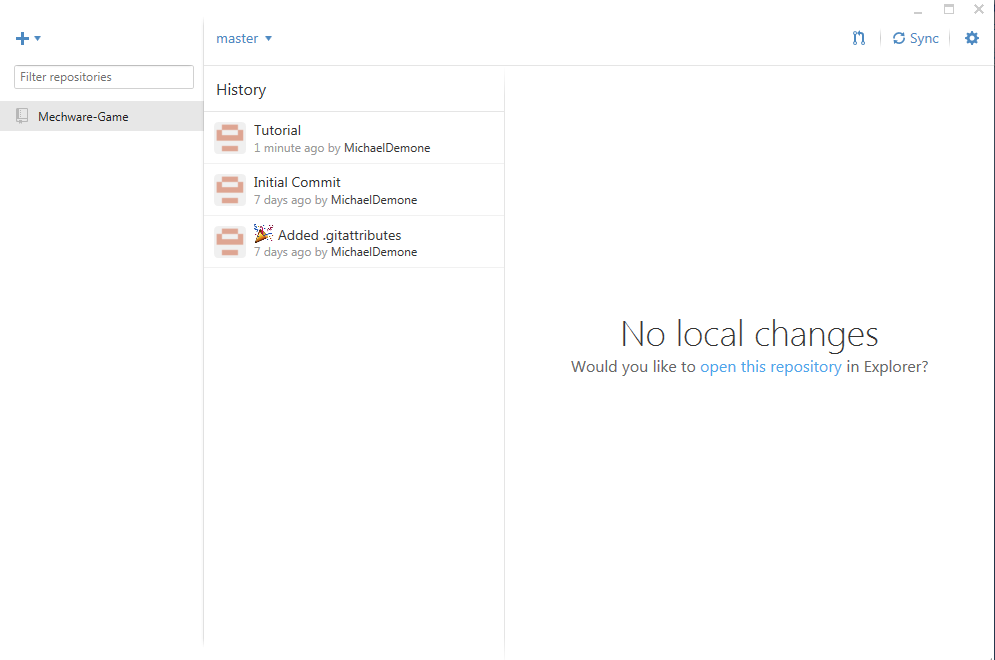 master
Sync
Filter repositories
Mechware-Game
History
Tutorial
1 minute ago by MichaelDemone
Initial Commit
7 days ago by MichaelDemone
Added .gitattributes
7 days ago by MichaelDemone
No local changes
Would you like to open this repository in Explorer?